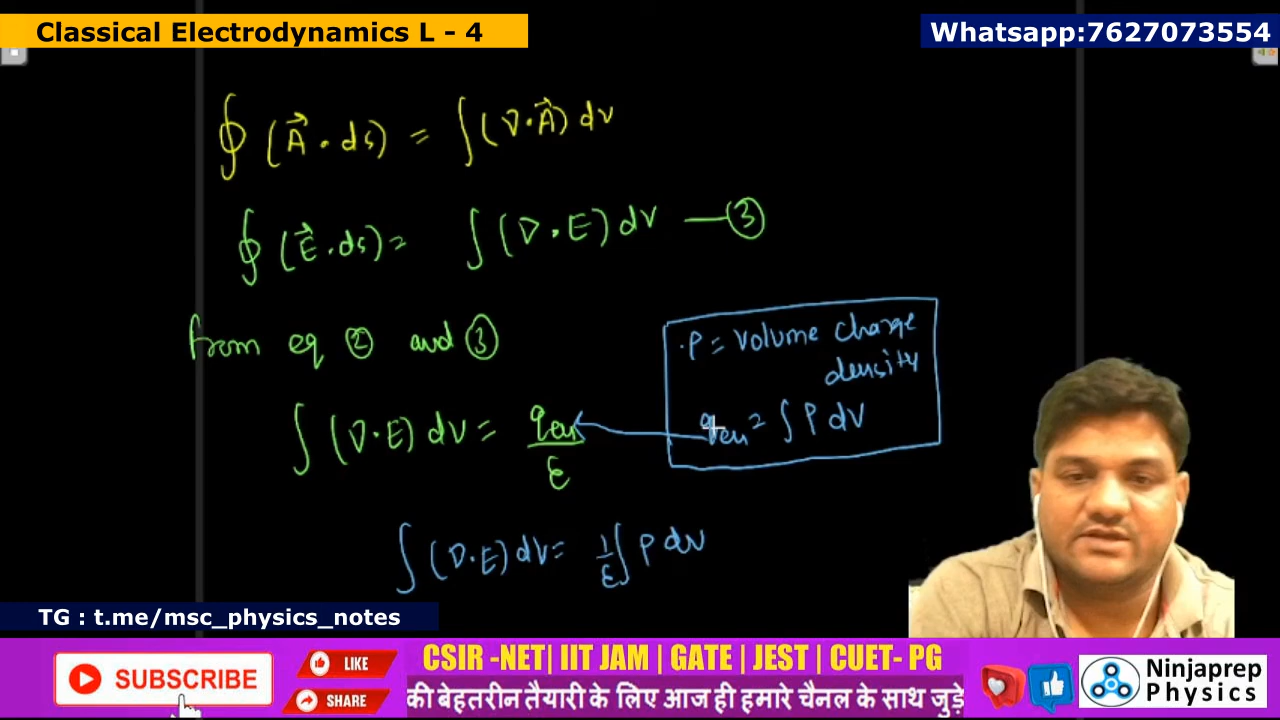 Classical Electrodynamics L - 4
Whatsapp:7627073554
∮ (A⃗ · ds) = ∫ (∇·A⃗) dv
∮ (E⃗ · ds) = ∫ (∇ · E) dv — ③
from eq ② and ③
ρ = volume charge
density
q_en = ∫ ρ dv
∫ (∇·E) dv = q_en / ε
∫ (∇·E) dv = 1/ε ∫ ρ dv
TG : t.me/msc_physics_notes
SUBSCRIBE
LIKE
SHARE
CSIR -NET| IIT JAM | GATE | JEST | CUET- PG
की बेहतरीन तैयारी के लिए आज ही हमारे चैनल के साथ जुड़े
Ninjaprep
Physics